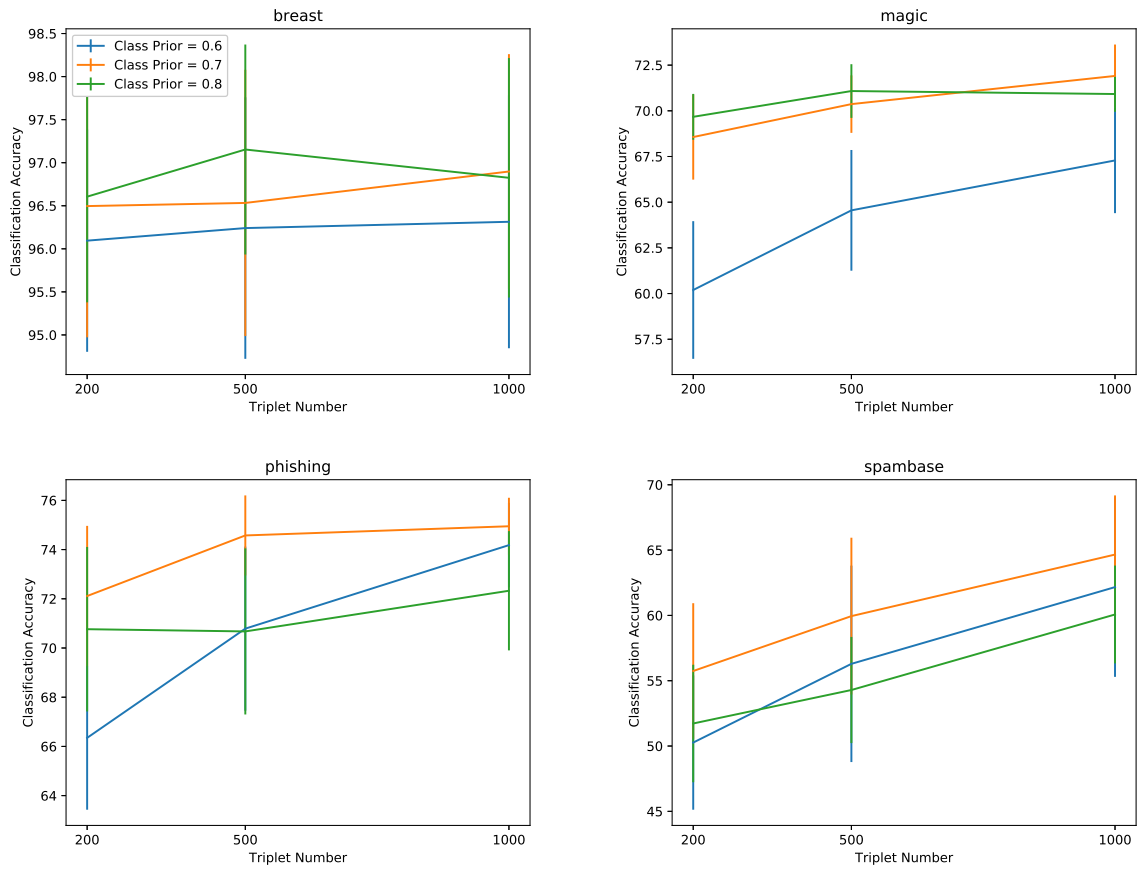 breast
98.5
98.0
97.5
97.0
96.5
96.0
95.5
95.0
Classification Accuracy
Class Prior = 0.6
Class Prior = 0.7
Class Prior = 0.8
200
500
1000
Triplet Number
magic
72.5
70.0
67.5
65.0
62.5
60.0
57.5
Classification Accuracy
200
500
1000
Triplet Number
phishing
76
74
72
70
68
66
64
Classification Accuracy
200
500
1000
Triplet Number
spambase
70
65
60
55
50
45
Classification Accuracy
200
500
1000
Triplet Number